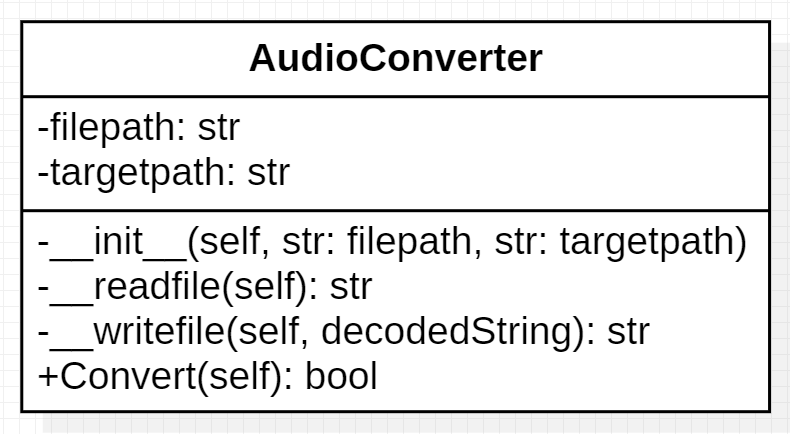 AudioConverter
-filepath: str
-targetpath: str
-__init__(self, str: filepath, str: targetpath)
-__readfile(self): str
-__writefile(self, decodedString): str
+Convert(self): bool